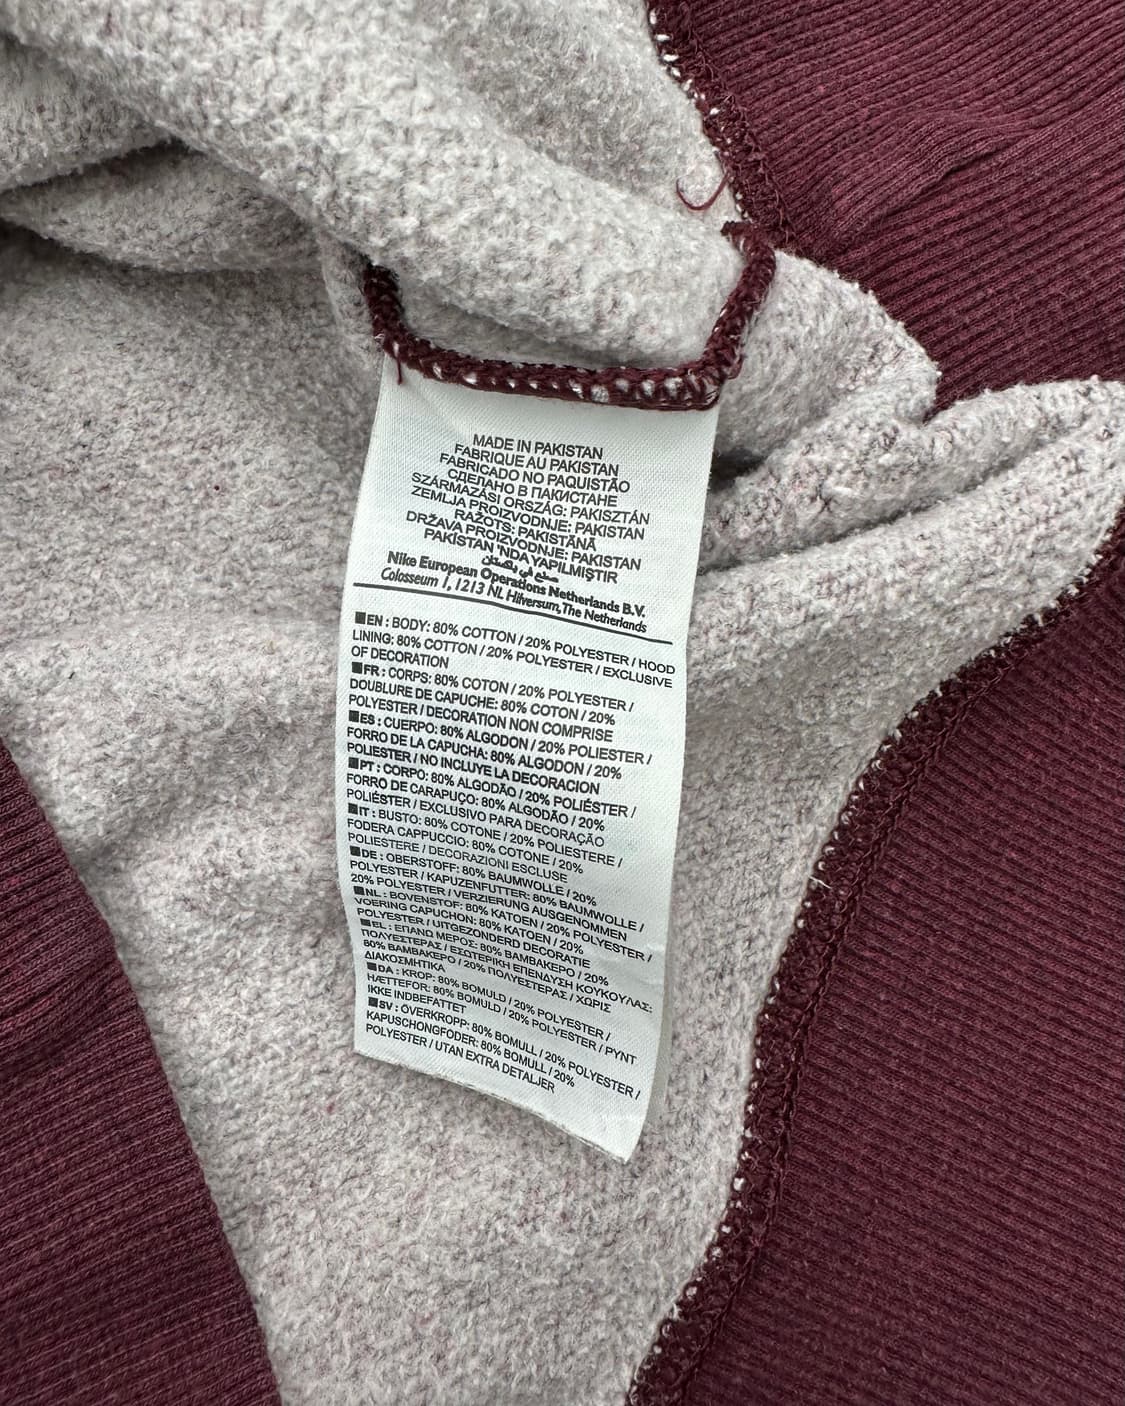 MADE IN PAKISTAN
FABRIQUE AU PAKISTAN
FABRICADO NO PAQUISTÃO
СДЕЛАНО В ПАКИСТАНЕ
SZÁRMAZÁSI ORSZÁG: PAKISZTÁN
ZEMLJA PROIZVODNJE: PAKISTAN
RAŽOTS: PAKISTĀNĀ
DRŽAVA PROIZVODNJE: PAKISTAN
PAKİSTAN 'NDA YAPILMIŞTIR
صنع في باكستان
Nike European Operations Netherlands B.V.
Colosseum 1, 1213 NL Hilversum, The Netherlands
■EN : BODY: 80% COTTON / 20% POLYESTER / HOOD
LINING: 80% COTTON / 20% POLYESTER / EXCLUSIVE
OF DECORATION
■FR : CORPS: 80% COTON / 20% POLYESTER /
DOUBLURE DE CAPUCHE: 80% COTON / 20%
POLYESTER / DECORATION NON COMPRISE
■ES : CUERPO: 80% ALGODON / 20% POLIESTER /
FORRO DE LA CAPUCHA: 80% ALGODON / 20%
POLIESTER / NO INCLUYE LA DECORACION
■PT : CORPO: 80% ALGODÃO / 20% POLIÉSTER /
FORRO DE CARAPUÇO: 80% ALGODÃO / 20%
POLIÉSTER / EXCLUSIVO PARA DECORAÇÃO
■IT : BUSTO: 80% COTONE / 20% POLIESTERE /
FODERA CAPPUCCIO: 80% COTONE / 20%
POLIESTERE / DECORAZIONI ESCLUSE
■DE : OBERSTOFF: 80% BAUMWOLLE / 20%
POLYESTER / KAPUZENFUTTER: 80% BAUMWOLLE /
20% POLYESTER / VERZIERUNG AUSGENOMMEN
■NL : BOVENSTOF: 80% KATOEN / 20% POLYESTER /
VOERING CAPUCHON: 80% KATOEN / 20%
POLYESTER / UITGEZONDERD DECORATIE
■EL : ΕΠΑΝΩ ΜΕΡΟΣ: 80% ΒΑΜΒΑΚΕΡΟ / 20%
ΠΟΛΥΕΣΤΕΡΑΣ / ΕΣΩΤΕΡΙΚΗ ΕΠΕΝΔΥΣΗ ΚΟΥΚΟΥΛΑΣ:
80% ΒΑΜΒΑΚΕΡΟ / 20% ΠΟΛΥΕΣΤΕΡΑΣ / ΧΩΡΙΣ
ΔΙΑΚΟΣΜΗΤΙΚΑ
■DA : KROP: 80% BOMULD / 20% POLYESTER /
HÆTTEFOR: 80% BOMULD / 20% POLYESTER / PYNT
IKKE INDBEFATTET
■SV : ÖVERKROPP: 80% BOMULL / 20% POLYESTER /
KAPUSCHONGFODER: 80% BOMULL / 20%
POLYESTER / UTAN EXTRA DETALJER